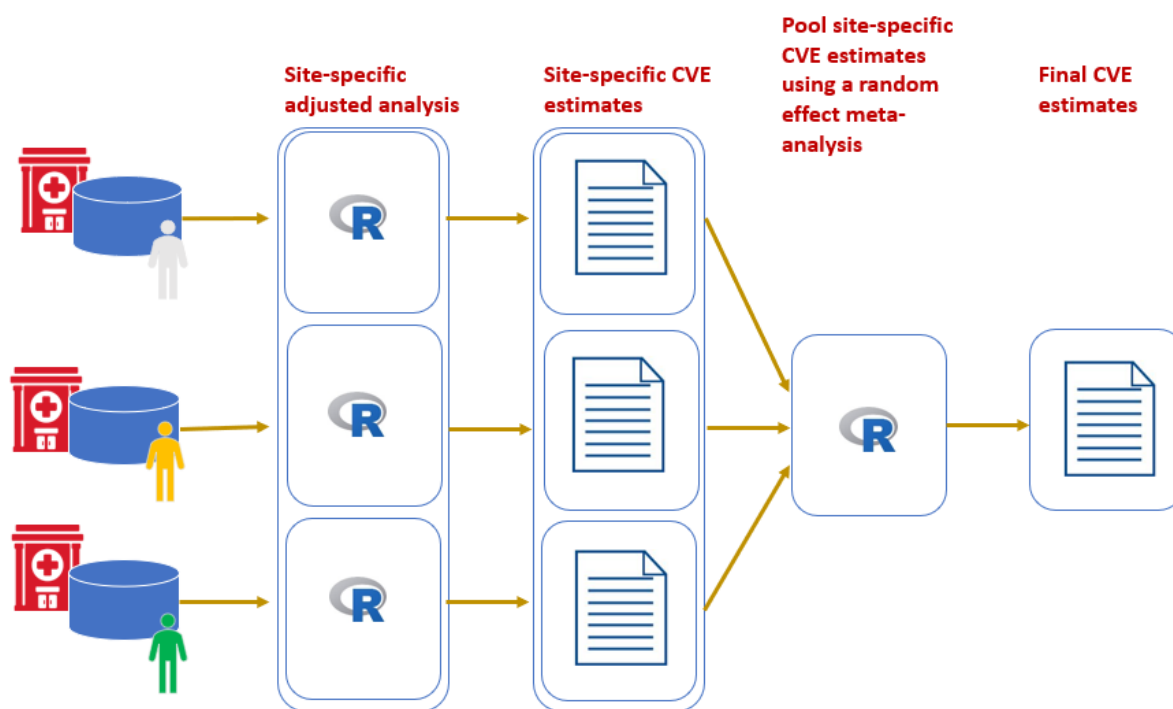 Pool site-specific
CVE estimates
using a random
effect meta-
analysis
Site-specific
adjusted analysis
Site-specific CVE
estimates
Final CVE
estimates
R
R
R
R